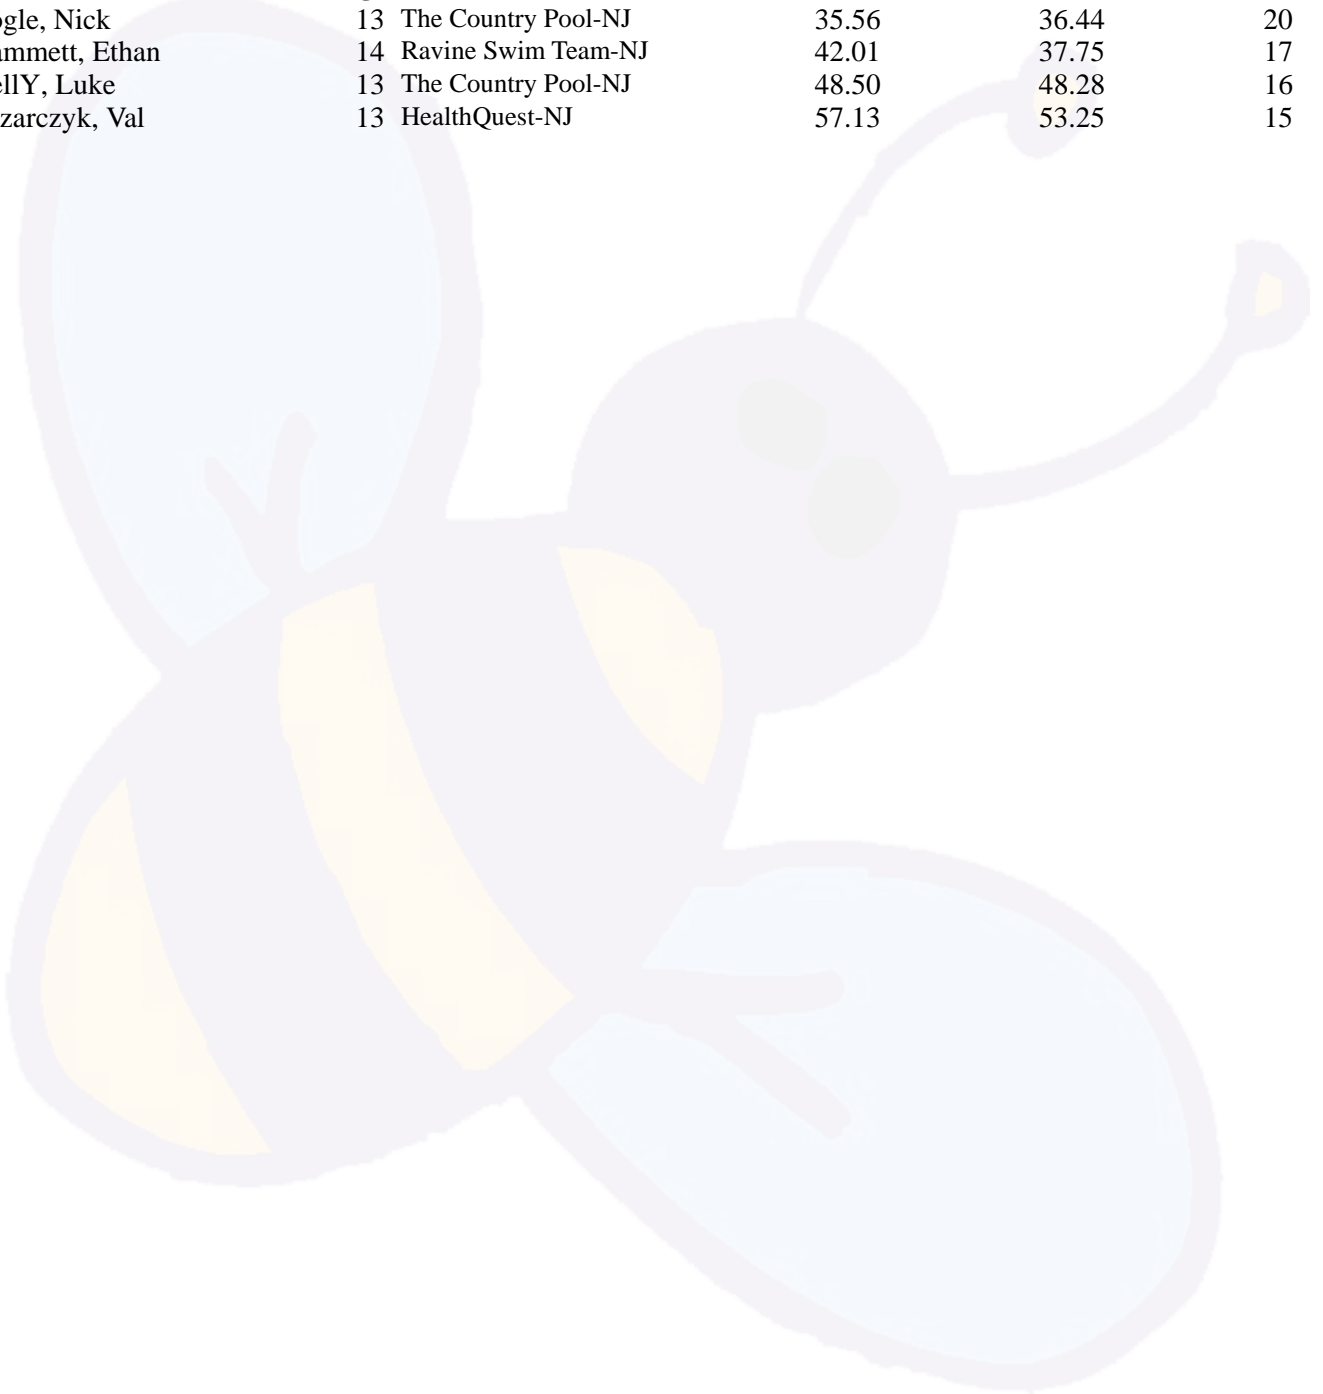 ogle, Nick 13 The Country Pool-NJ 35.56 36.44 20
ammett, Ethan 14 Ravine Swim Team-NJ 42.01 37.75 17
ellY, Luke 13 The Country Pool-NJ 48.50 48.28 16
zarczyk, Val 13 HealthQuest-NJ 57.13 53.25 15